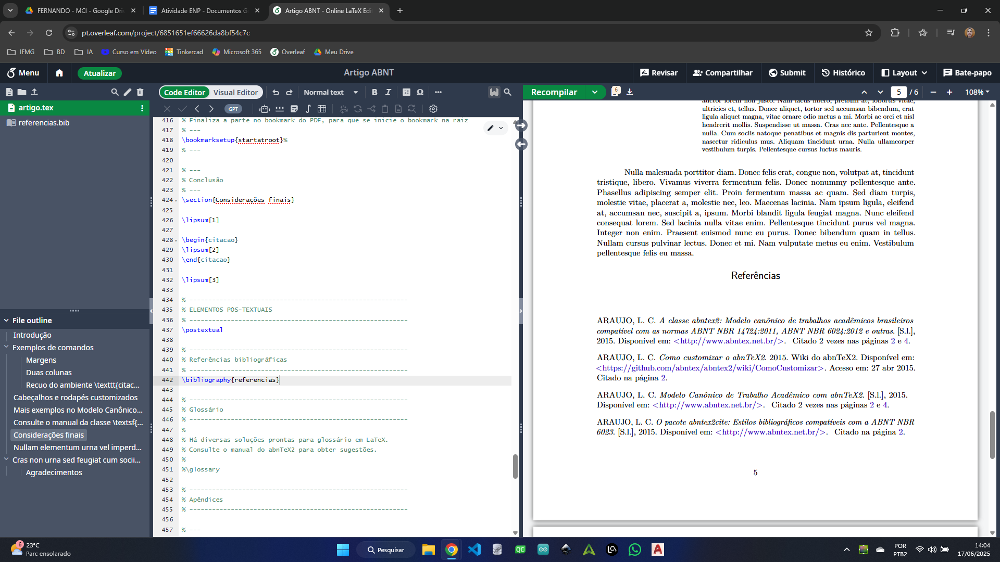 FERNANDO - MCI - Google Dri
Atividade ENP - Documentos G
Artigo ABNT - Online LaTeX Edi
pt.overleaf.com/project/6851651ef66626da8bf54c7c
IFMG
BD
IA
Curso em Vídeo
Tinkercad
Microsoft 365
Overleaf
Meu Drive
Menu
Atualizar
Artigo ABNT
Revisar
Compartilhar
Submit
Histórico
Layout
Bate-papo
artigo.tex
referencias.bib
File outline
Introdução
Exemplos de comandos
Margens
Duas colunas
Recuo do ambiente \texttt{citac...
Cabeçalhos e rodapés customizados
Mais exemplos no Modelo Canônico...
Consulte o manual da classe \textsf{...
Considerações finais
Nullam elementum urna vel imperd...
Cras non urna sed feugiat cum socii...
Agradecimentos
Code Editor
Visual Editor
Normal text
B
I
Ω
GPT
416 % Finaliza a parte no bookmark do PDF, para que se inicie o bookmark na raiz
417 % ---
418 \bookmarksetup{startatroot}%
419 % ---
420
421 % ---
422 % Conclusão
423 % ---
424 \section{Considerações finais}
425
426 \lipsum[1]
427
428 \begin{citacao}
429 \lipsum[2]
430 \end{citacao}
431
432 \lipsum[3]
433
434 % ----------------------------------------------------------
435 % ELEMENTOS PÓS-TEXTUAIS
436 % ----------------------------------------------------------
437 \postextual
438
439 % ----------------------------------------------------------
440 % Referências bibliográficas
441 % ----------------------------------------------------------
442 \bibliography{referencias}
443
444 % ----------------------------------------------------------
445 % Glossário
446 % ----------------------------------------------------------
447 %
448 % Há diversas soluções prontas para glossário em LaTeX.
449 % Consulte o manual do abnTeX2 para obter sugestões.
450 %
451 %\glossary
452
453 % ----------------------------------------------------------
454 % Apêndices
455 % ----------------------------------------------------------
456
457 % ---
Recompilar
6
5 / 6
108%
auctor lorem non justo. Nam lacus libero, pretium at, lobortis vitae,
ultricies et, tellus. Donec aliquet, tortor sed accumsan bibendum, erat
ligula aliquet magna, vitae ornare odio metus a mi. Morbi ac orci et nisl
hendrerit mollis. Suspendisse ut massa. Cras nec ante. Pellentesque a
nulla. Cum sociis natoque penatibus et magnis dis parturient montes,
nascetur ridiculus mus. Aliquam tincidunt urna. Nulla ullamcorper
vestibulum turpis. Pellentesque cursus luctus mauris.
Nulla malesuada porttitor diam. Donec felis erat, congue non, volutpat at, tincidunt
tristique, libero. Vivamus viverra fermentum felis. Donec nonummy pellentesque ante.
Phasellus adipiscing semper elit. Proin fermentum massa ac quam. Sed diam turpis,
molestie vitae, placerat a, molestie nec, leo. Maecenas lacinia. Nam ipsum ligula, eleifend
at, accumsan nec, suscipit a, ipsum. Morbi blandit ligula feugiat magna. Nunc eleifend
consequat lorem. Sed lacinia nulla vitae enim. Pellentesque tincidunt purus vel magna.
Integer non enim. Praesent euismod nunc eu purus. Donec bibendum quam in tellus.
Nullam cursus pulvinar lectus. Donec et mi. Nam vulputate metus eu enim. Vestibulum
pellentesque felis eu massa.
Referências
ARAUJO, L. C. A classe abntex2: Modelo canônico de trabalhos acadêmicos brasileiros
compatível com as normas ABNT NBR 14724:2011, ABNT NBR 6024:2012 e outras. [S.l.],
2015. Disponível em: <http://www.abntex.net.br/>. Citado 2 vezes nas páginas 2 e 4.
ARAUJO, L. C. Como customizar o abnTeX2. 2015. Wiki do abnTeX2. Disponível em:
<https://github.com/abntex/abntex2/wiki/ComoCustomizar>. Acesso em: 27 abr 2015.
Citado na página 2.
ARAUJO, L. C. Modelo Canônico de Trabalho Acadêmico com abnTeX2. [S.l.], 2015.
Disponível em: <http://www.abntex.net.br/>. Citado 2 vezes nas páginas 2 e 4.
ARAUJO, L. C. O pacote abntex2cite: Estilos bibliográficos compatíveis com a ABNT NBR
6023. [S.l.], 2015. Disponível em: <http://www.abntex.net.br/>. Citado na página 2.
5
6
23°C
Parc ensolarado
Pesquisar
QC
POR
PTB2
14:04
17/06/2025